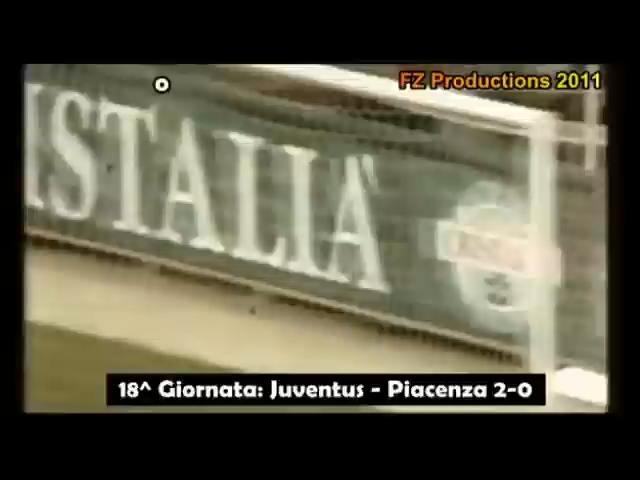 FZ Productions 2011
ISTALIA
18^ Giornata: Juventus - Piacenza 2-0